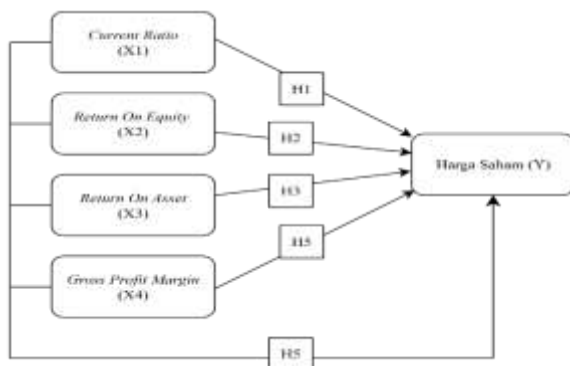 Current Ratio
(X1)
H1
Return On Equity
(X2)
H2
Harga Saham (Y)
Return On Asset
(X3)
H3
H5
Gross Profit Margin
(X4)
H5